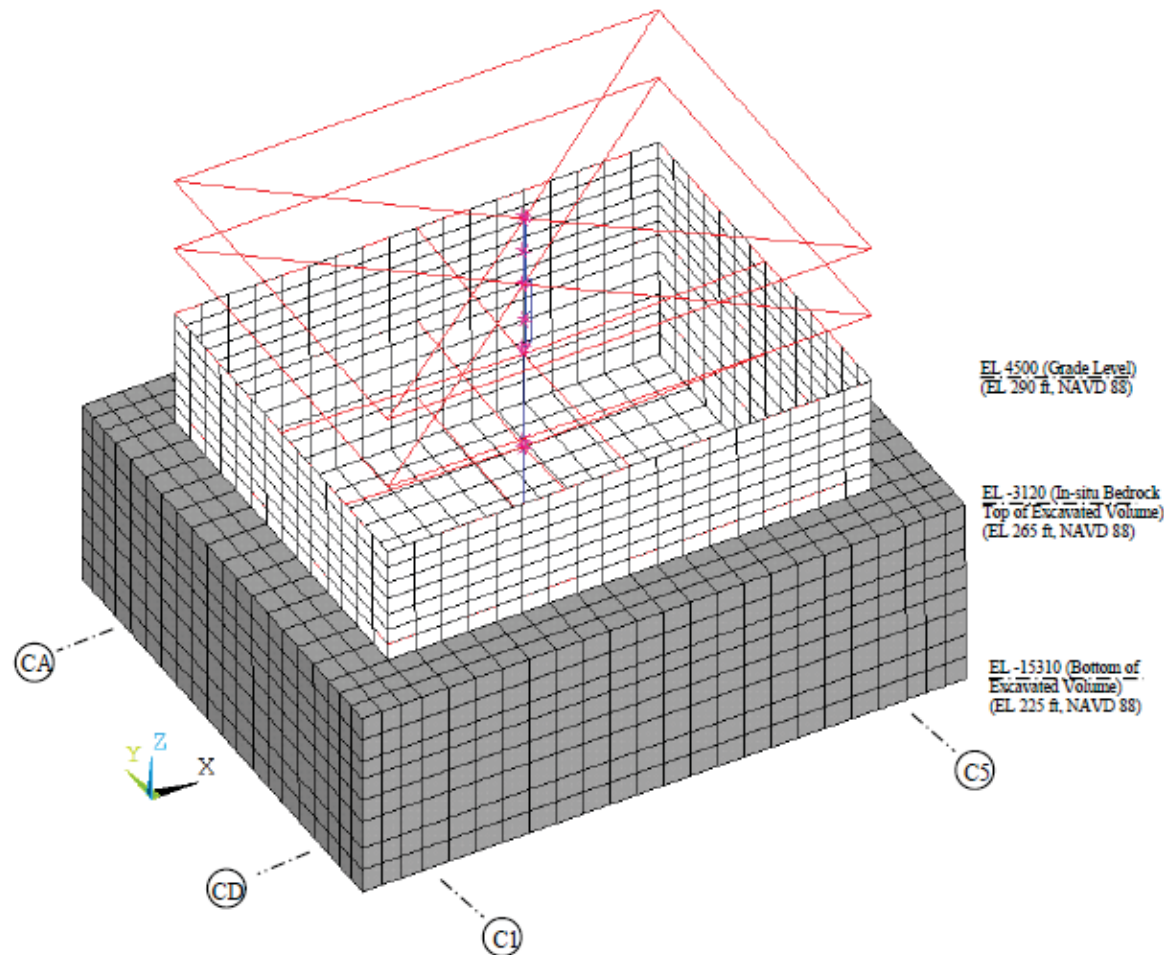 EL 4500 (Grade Level)
(EL 290 ft, NAVD 88)
EL -3120 (In-situ Bedrock
Top of Excavated Volume)
(EL 265 ft, NAVD 88)
EL -15310 (Bottom of
Excavated Volume)
(EL 225 ft, NAVD 88)
CA
Y
Z
X
C5
CD
C1